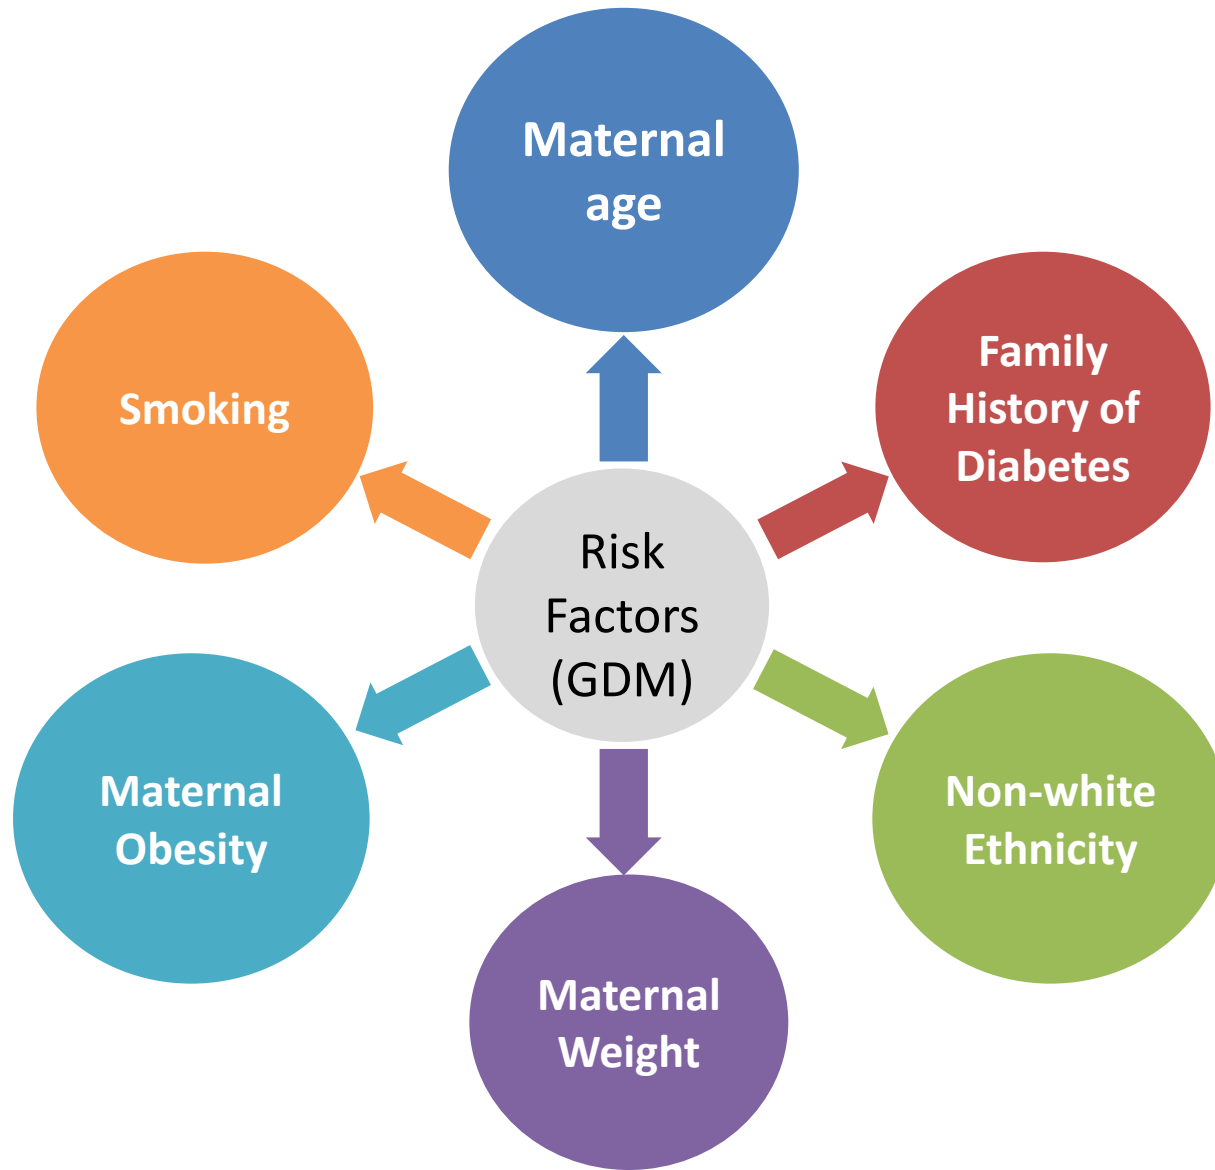 Maternal
age
Family
History of
Diabetes
Non-white
Ethnicity
Maternal
Weight
Maternal
Obesity
Smoking
Risk
Factors
(GDM)